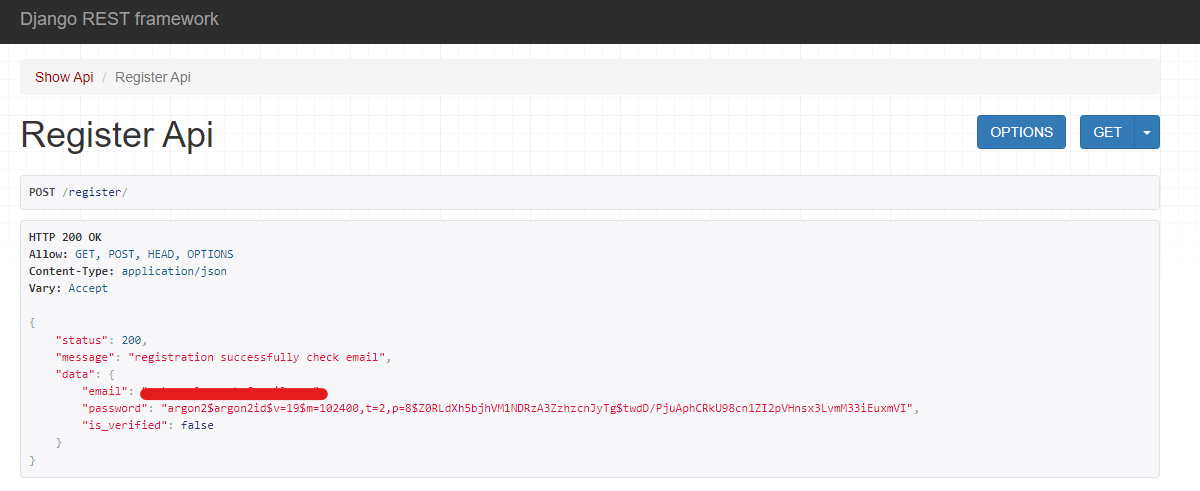 Django REST framework
Show Api / Register Api
Register Api
OPTIONS
GET
POST /register/
HTTP 200 OK
Allow: GET, POST, HEAD, OPTIONS
Content-Type: application/json
Vary: Accept
{
    "status": 200,
    "message": "registration successfully check email",
    "data": {
        "email":
        "password": "argon2$argon2id$v=19$m=102400,t=2,p=8$Z0RLdXh5bjhVM1NDRzA3ZzhzcnJyTg$twdD/PjuAphCRkU98cn1ZI2pVHnsx3LvmM33iEuxmVI",
        "is_verified": false
    }
}